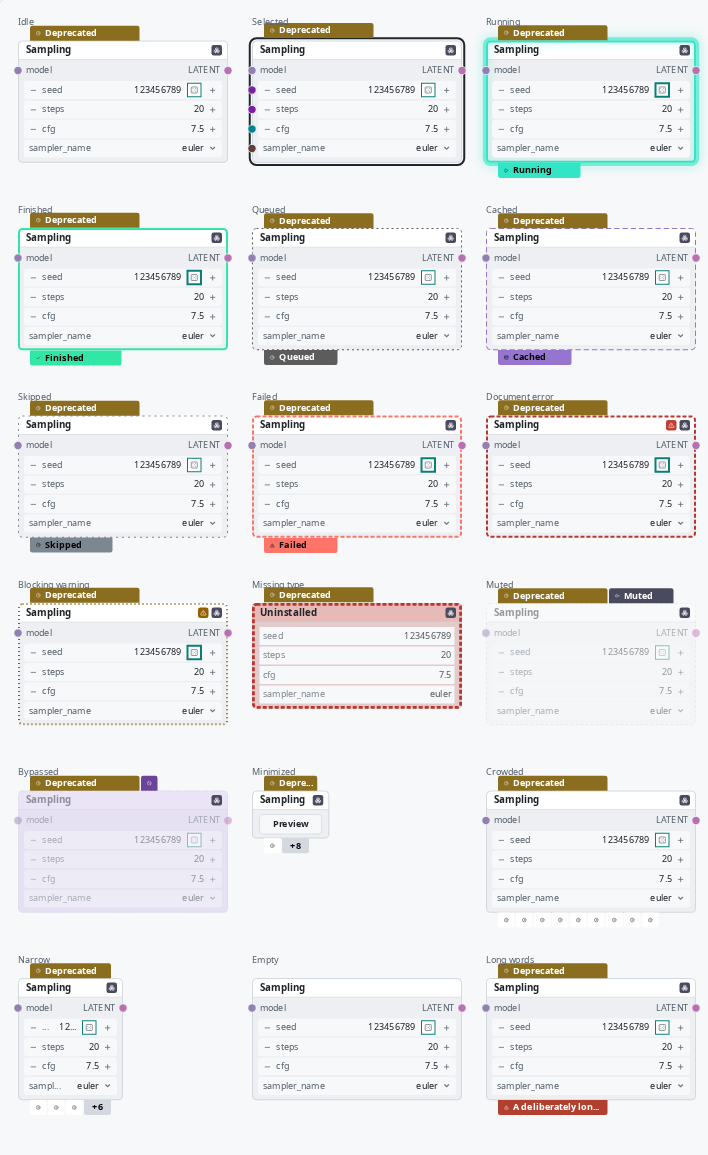 Idle
Deprecated
Sampling
model LATENT
seed 123456789
steps 20
cfg 7.5
sampler_name euler
Selected
Deprecated
Sampling
model LATENT
seed 123456789
steps 20
cfg 7.5
sampler_name euler
Running
Deprecated
Sampling
model LATENT
− seed 123456789 +
− steps 20 +
− cfg 7.5 +
sampler_name euler
Running
Finished
Deprecated
Sampling
model LATENT
− seed 123456789 +
− steps 20 +
− cfg 7.5 +
sampler_name euler
Finished
Queued
Deprecated
Sampling
model LATENT
− seed 123456789 +
− steps 20 +
− cfg 7.5 +
sampler_name euler
Queued
Cached
Deprecated
Sampling
model LATENT
− seed 123456789 +
− steps 20 +
− cfg 7.5 +
sampler_name euler
Cached
Skipped
Deprecated
Sampling
model LATENT
− seed 123456789 +
− steps 20 +
− cfg 7.5 +
sampler_name euler
Skipped
Failed
Deprecated
Sampling
model LATENT
− seed 123456789 +
− steps 20 +
− cfg 7.5 +
sampler_name euler
Failed
Document error
Deprecated
Sampling
model LATENT
− seed 123456789 +
− steps 20 +
− cfg 7.5 +
sampler_name euler
Blocking warning
Deprecated
Sampling
model LATENT
− seed 123456789 +
− steps 20 +
− cfg 7.5 +
sampler_name euler
Missing type
Deprecated
Uninstalled
seed 123456789
steps 20
cfg 7.5
sampler_name euler
Muted
Deprecated Muted
Sampling
model LATENT
− seed 123456789 +
steps 20 +
− cfg 7.5 +
sampler_name euler
Bypassed
Deprecated
Sampling
model LATENT
− seed 123456789 +
− steps 20 +
− cfg 7.5 +
sampler_name euler
Minimized
Depre...
Sampling
Preview
+8
Crowded
Deprecated
Sampling
model LATENT
− seed 123456789 +
− steps 20 +
− cfg 7.5 +
sampler_name euler
Narrow
Deprecated
Sampling
model LATENT
− ... 12... +
− steps 20 +
− cfg 7.5 +
sampl... euler
+6
Empty
Sampling
model LATENT
− seed 123456789 +
− steps 20 +
− cfg 7.5 +
sampler_name euler
Long words
Deprecated
Sampling
model LATENT
− seed 123456789 +
− steps 20 +
− cfg 7.5 +
sampler_name euler
A deliberately lon...